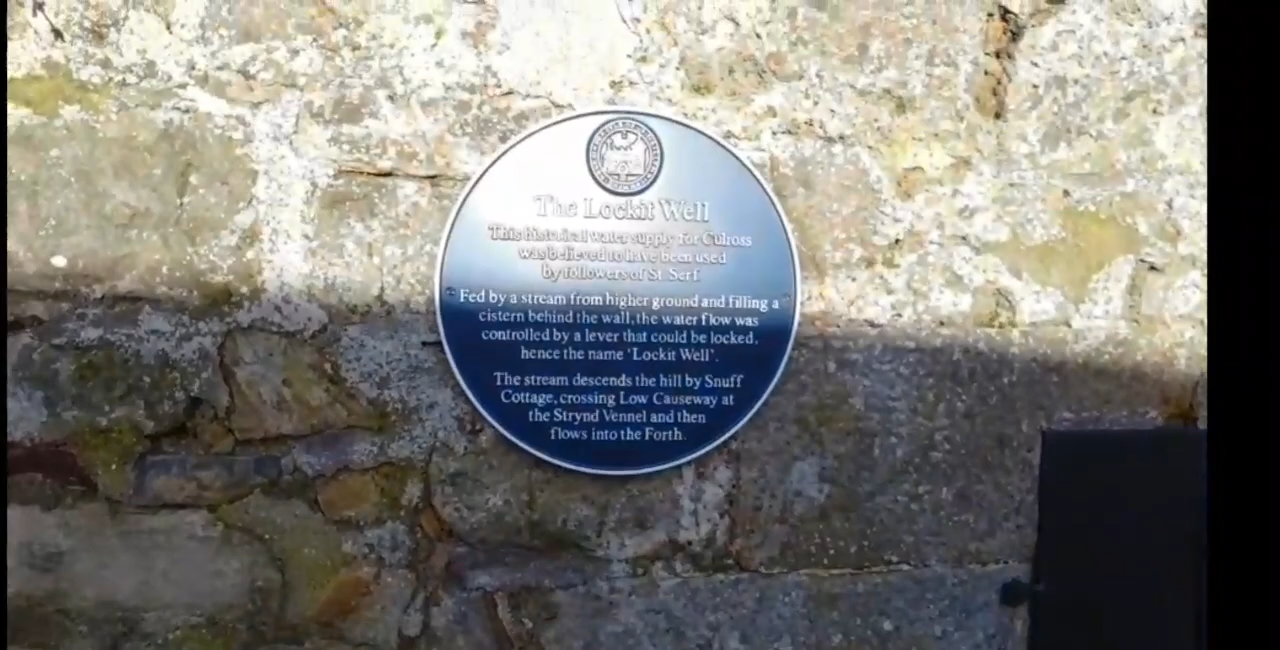 The Lockit Well
This historical water supply for Culross
was believed to have been used
by followers of St. Serf.
Fed by a stream from higher ground and filling a
cistern behind the wall, the water flow was
controlled by a lever that could be locked,
hence the name 'Lockit Well'.
The stream descends the hill by Snuff
Cottage, crossing Low Causeway at
the Strynd Vennel and then
flows into the Forth.